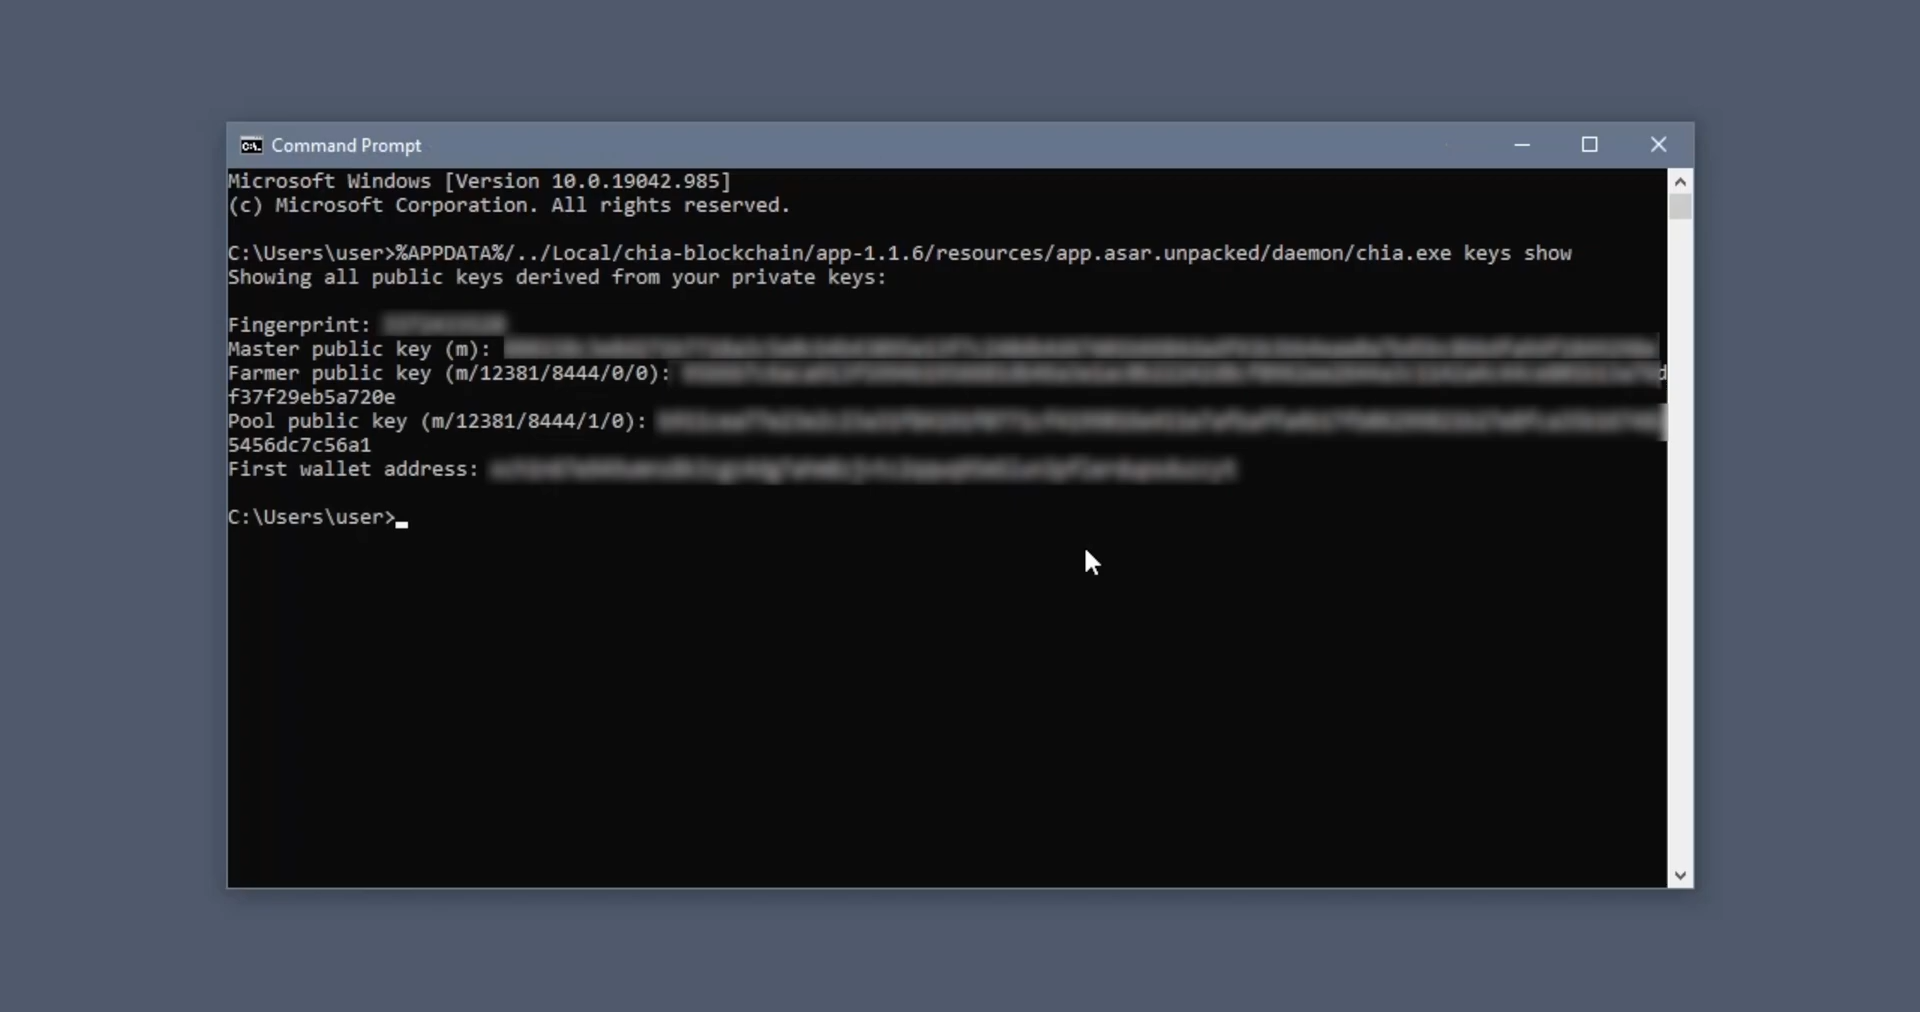 Command Prompt
Microsoft Windows [Version 10.0.19042.985]
(c) Microsoft Corporation. All rights reserved.
C:\Users\user>%APPDATA%/../Local/chia-blockchain/app-1.1.6/resources/app.asar.unpacked/daemon/chia.exe keys show
Showing all public keys derived from your private keys:
Fingerprint:
Master public key (m):
Farmer public key (m/12381/8444/0/0): d
f37f29eb5a720e
Pool public key (m/12381/8444/1/0):
5456dc7c56a1
First wallet address:
C:\Users\user>